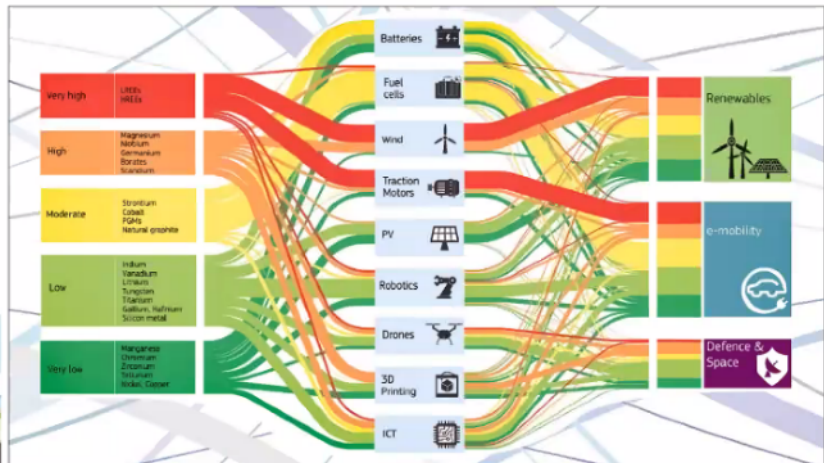 Very high
LREEs
HREEs
High
Magnesium
Niobium
Germanium
Borates
Scandium
Moderate
Strontium
Cobalt
PGMs
Natural graphite
Low
Indium
Vanadium
Lithium
Tungsten
Titanium
Gallium, Hafnium
Silicon metal
Very low
Manganese
Chromium
Zirconium
Tellurium
Nickel, Copper
Batteries
Fuel
cells
Wind
Traction
Motors
PV
Robotics
Drones
3D
Printing
ICT
Renewables
e-mobility
Defence &
Space